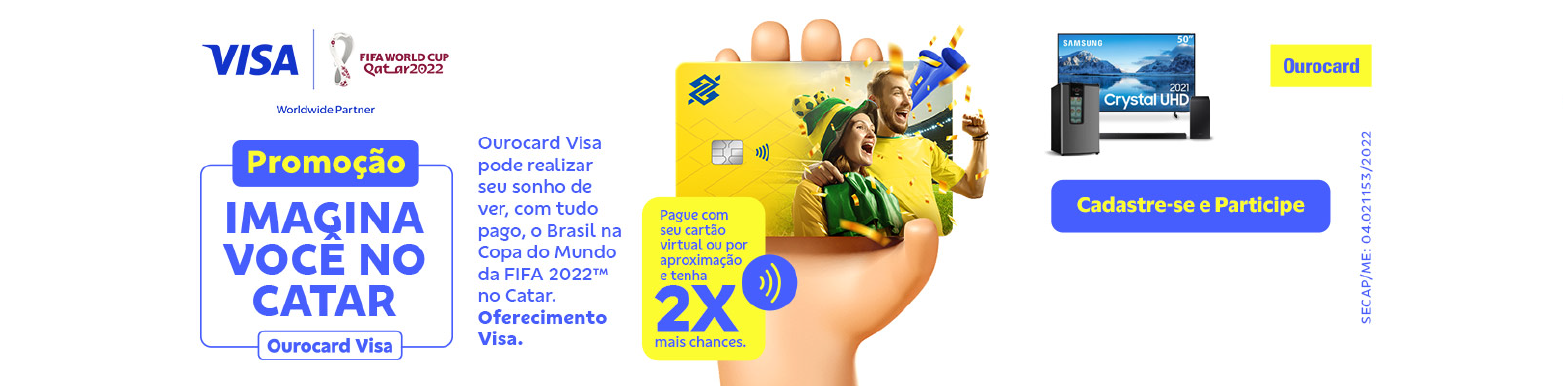 VISA
FIFA WORLD CUP
Qatar2022
Worldwide Partner
Promoção
IMAGINA
VOCÊ NO
CATAR
Ourocard Visa
Ourocard Visa
pode realizar
seu sonho de
ver, com tudo
pago, o Brasil na
Copa do Mundo
da FIFA 2022™
no Catar.
Oferecimento
Visa.
Pague com
seu cartão
virtual ou por
aproximação
e tenha
2X
mais chances.
SAMSUNG
50"
2021
Crystal UHD
Ourocard
Cadastre-se e Participe
SECAP/ME: 04.021153/2022